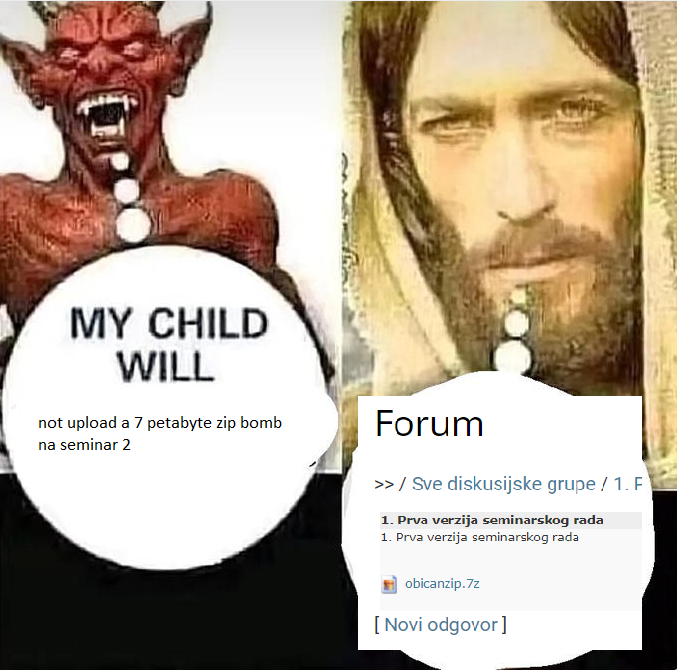 MY CHILD
WILL
not upload a 7 petabyte zip bomb
na seminar 2
Forum
>> / Sve diskusijske grupe / 1.
1. Prva verzija seminarskog rada
1. Prva verzija seminarskog rada
obicanzip.7z
[ Novi odgovor ]